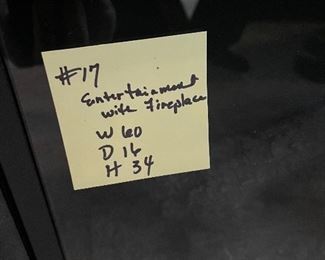 #17
Entertainment
with Fireplace
W 60
D 16
H 34